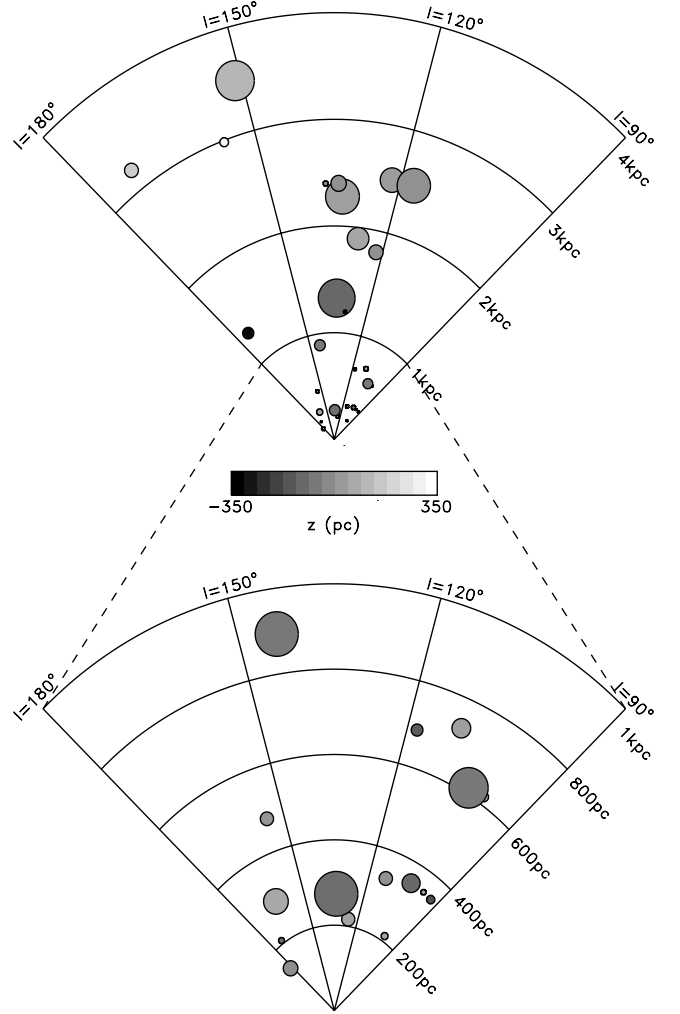 l=150°
l=120°
l=180°
l=90°
4kpc
3kpc
2kpc
1kpc
−350
350
z (pc)
l=150°
l=120°
l=180°
l=90°
1kpc
800pc
600pc
400pc
200pc